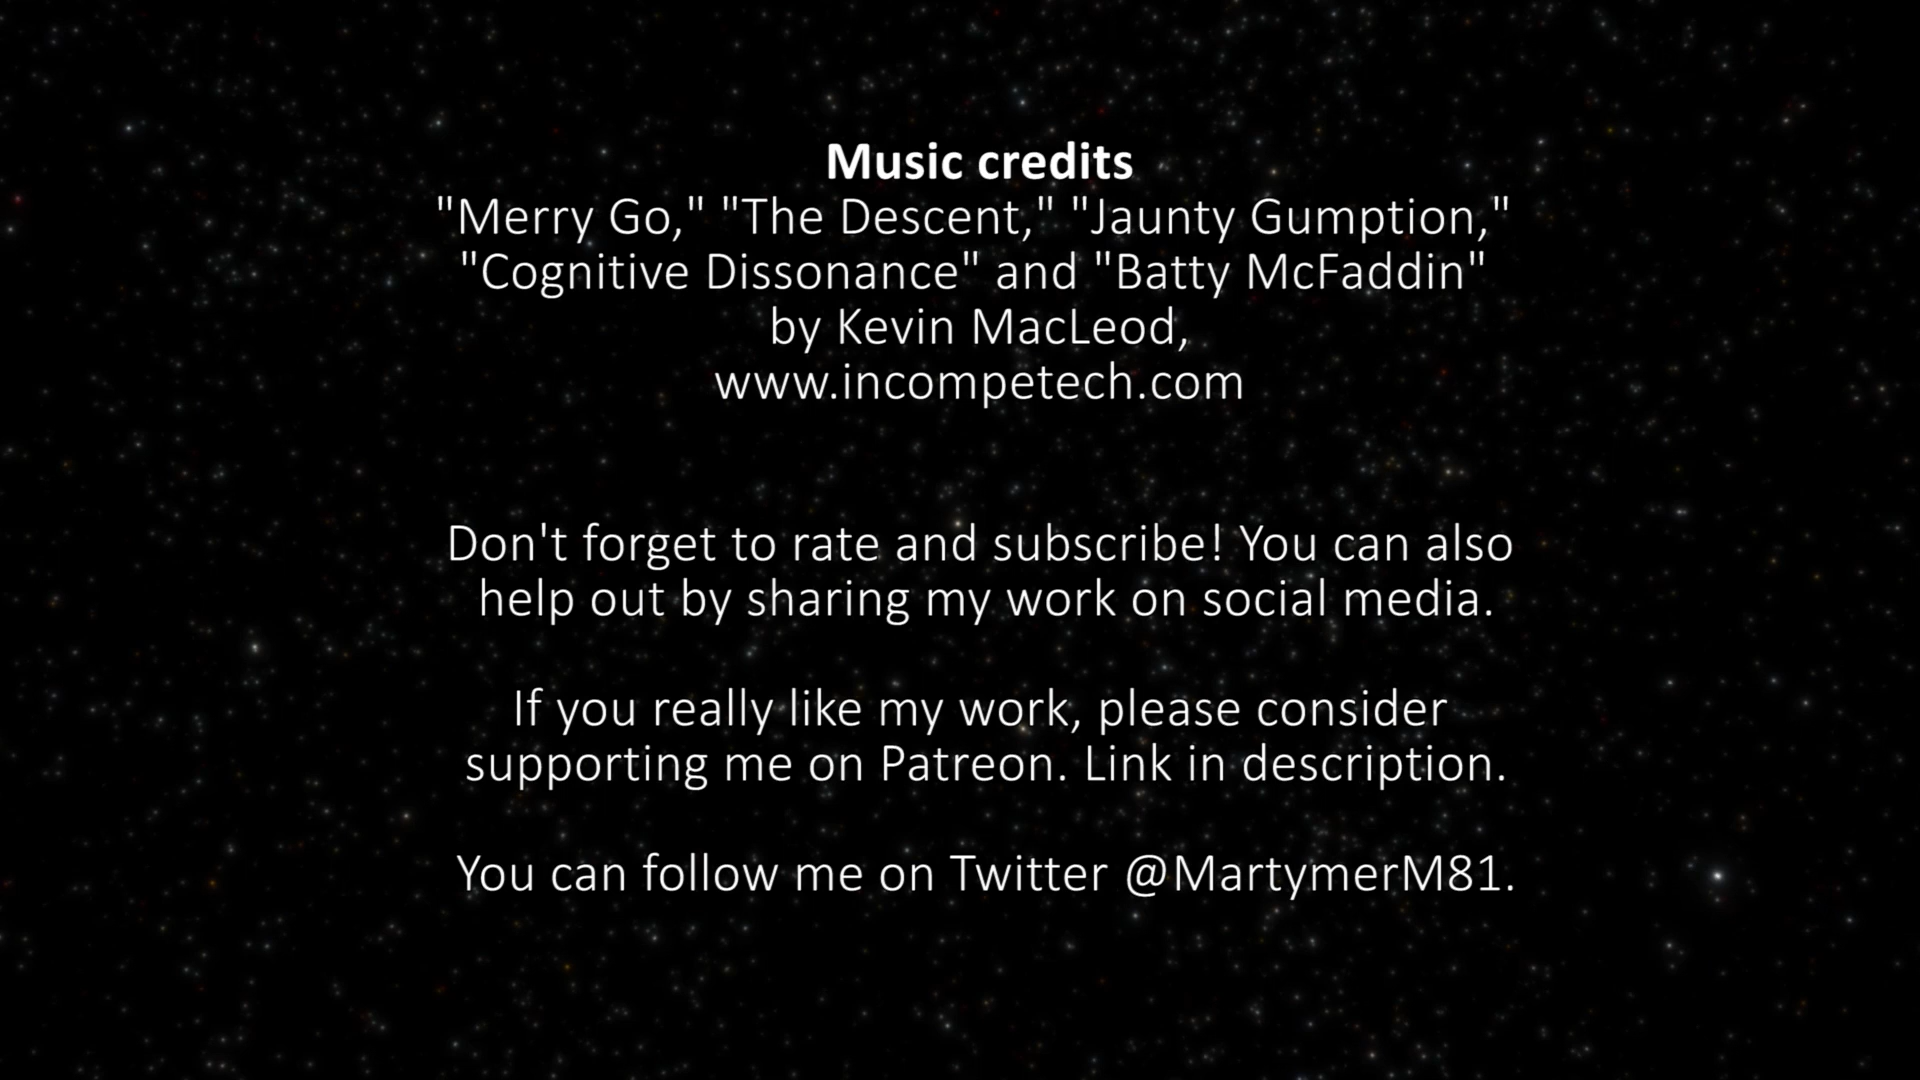 Music credits
"Merry Go," "The Descent," "Jaunty Gumption,"
"Cognitive Dissonance" and "Batty McFaddin"
by Kevin MacLeod,
www.incompetech.com
Don't forget to rate and subscribe! You can also
help out by sharing my work on social media.
If you really like my work, please consider
supporting me on Patreon. Link in description.
You can follow me on Twitter @MartymerM81.